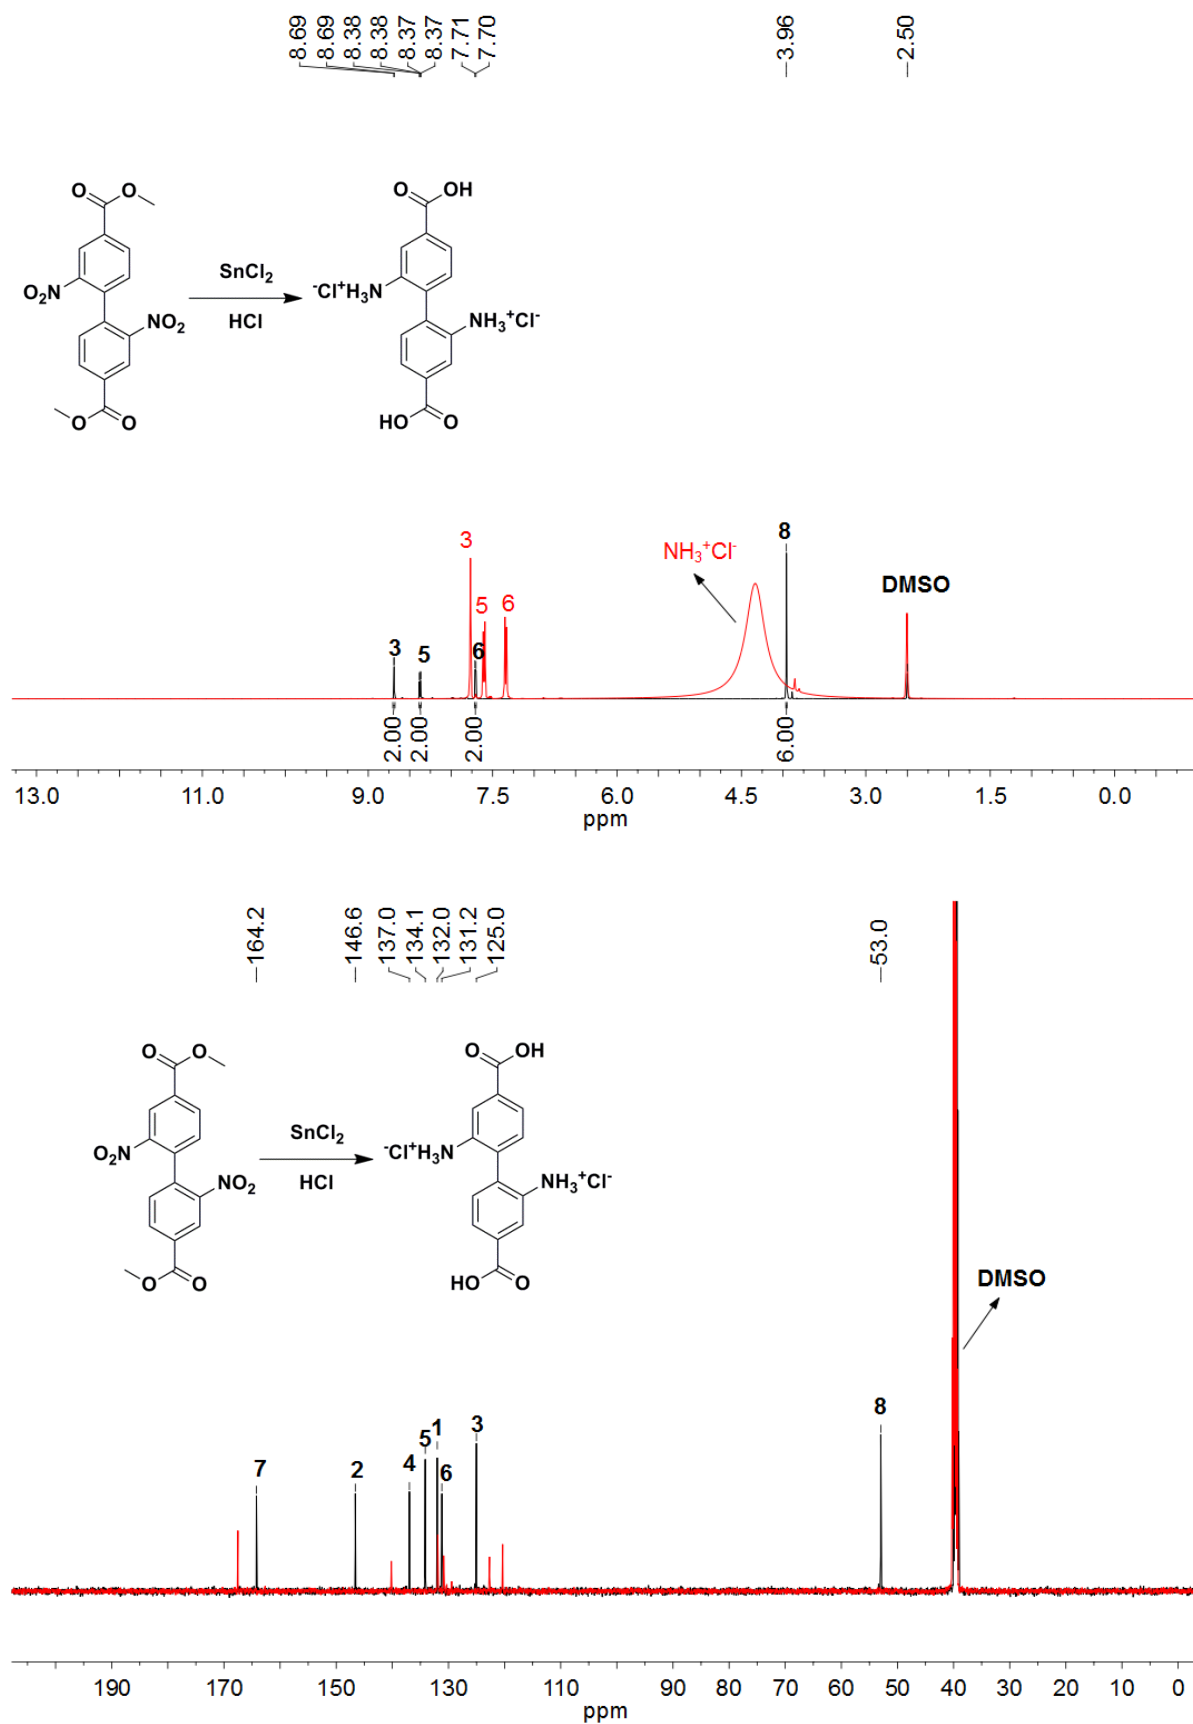 8.69
8.69
8.38
8.38
8.37
8.37
7.71
7.70
3.96
2.50
O
O
O
OH
O₂N
NO₂
SnCl₂
HCl
⁻Cl⁺H₃N
NH₃⁺Cl⁻
O
O
HO
O
3
5
6
3
5
6
NH₃⁺Cl⁻
8
DMSO
2.00
2.00
2.00
6.00
13.0 11.0 9.0 7.5 6.0 4.5 3.0 1.5 0.0
ppm
164.2
146.6
137.0
134.1
132.0
131.2
125.0
53.0
O
O
O
OH
O₂N
NO₂
SnCl₂
HCl
⁻Cl⁺H₃N
NH₃⁺Cl⁻
O
O
HO
O
DMSO
7
2
4
5
1
6
3
8
190 170 150 130 110 90 80 70 60 50 40 30 20 10 0
ppm